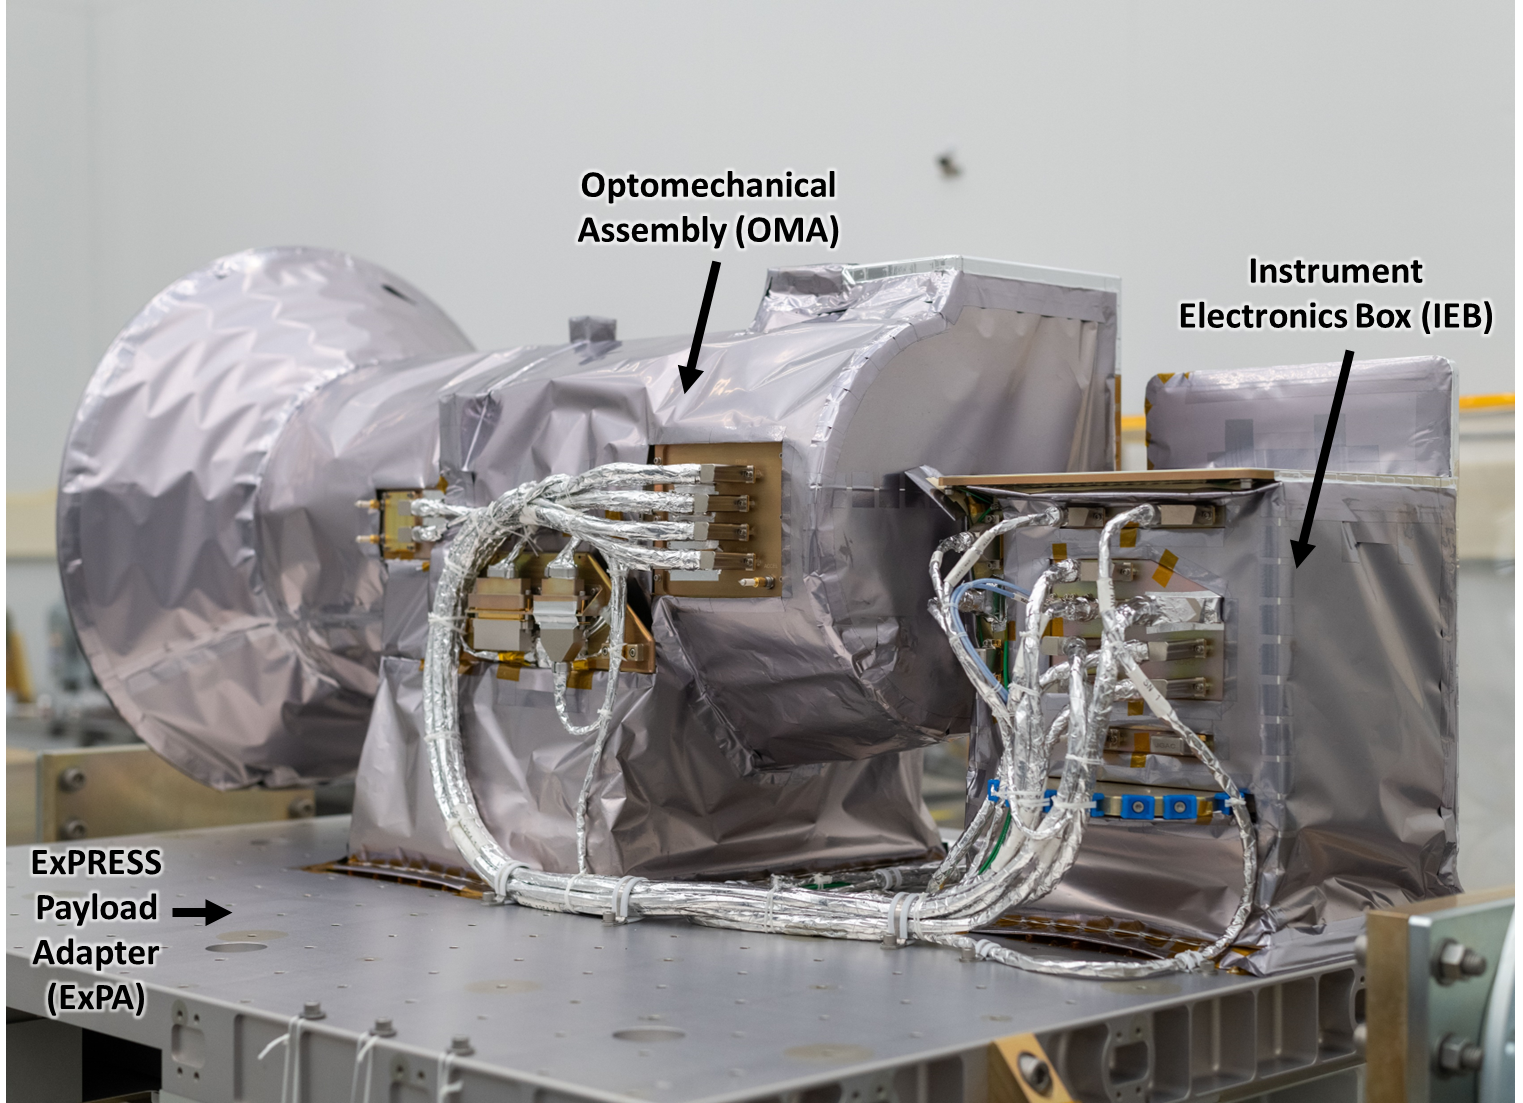 Optomechanical
Assembly (OMA)
Instrument
Electronics Box (IEB)
ExPRESS
Payload
Adapter
(ExPA)